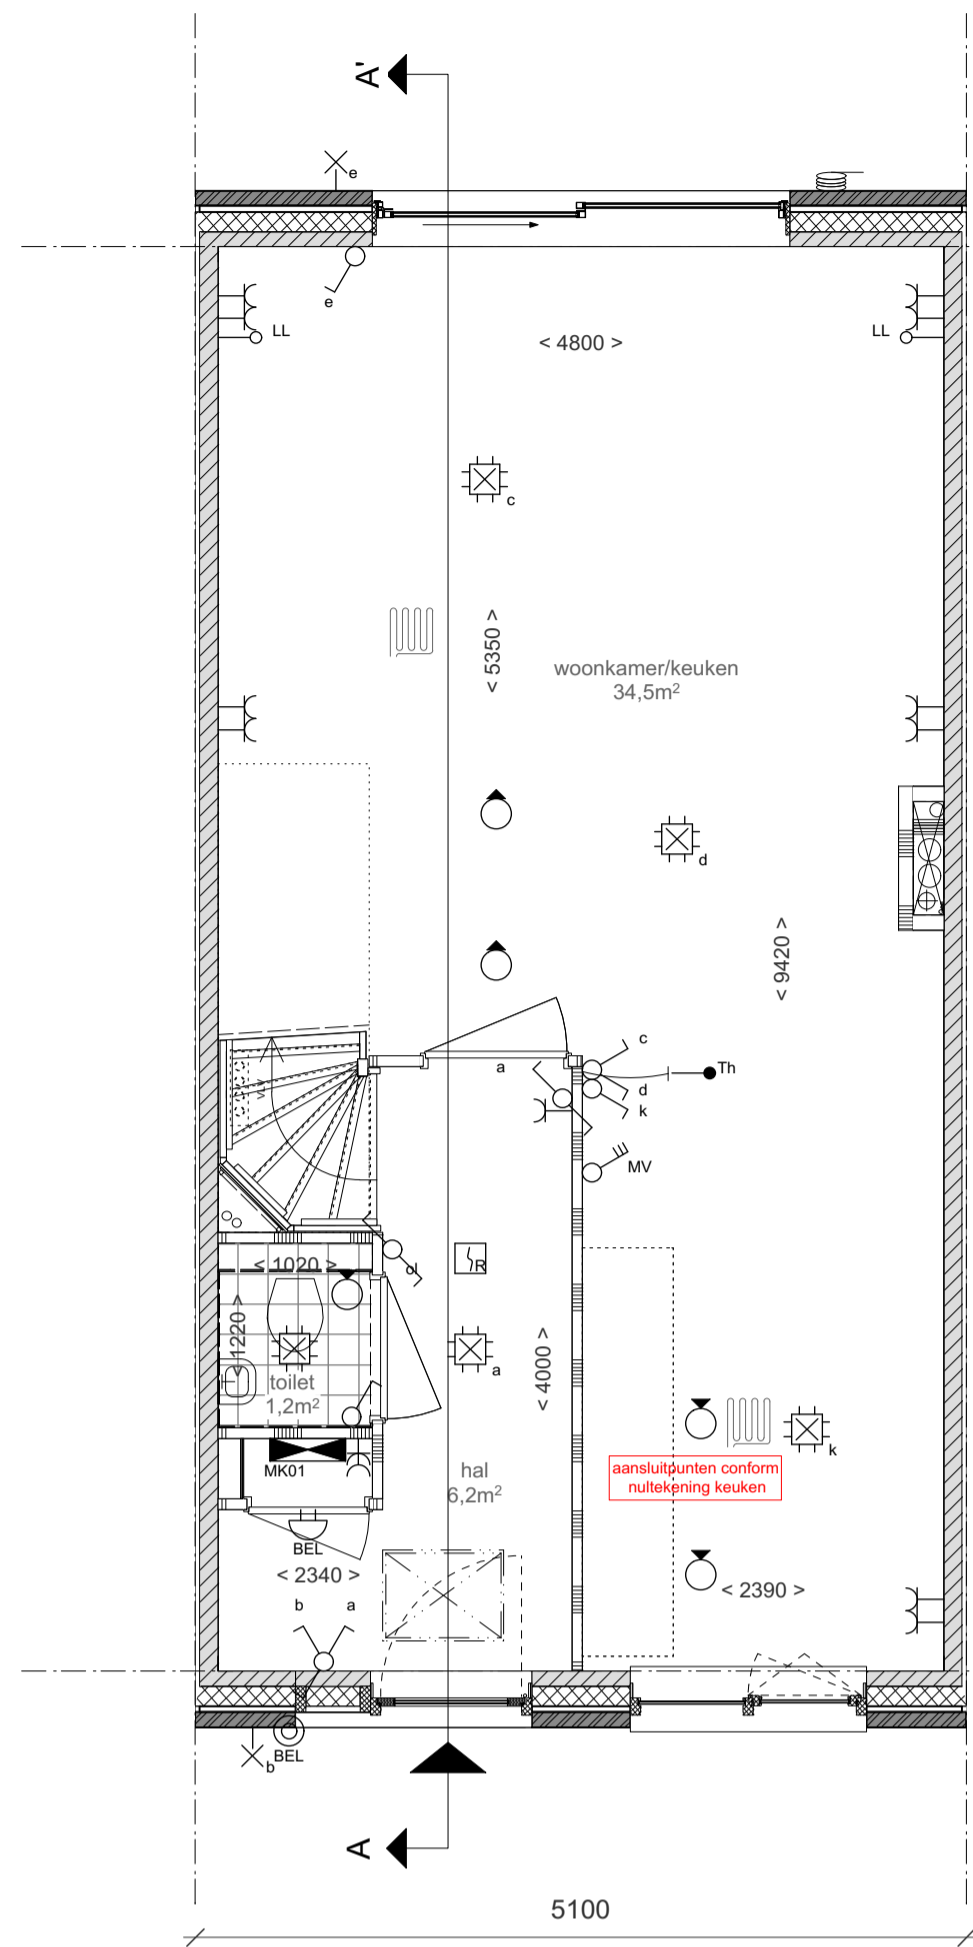 A'
e
e
LL
< 4800 >
LL
c
< 5350 >
woonkamer/keuken
34,5m²
d
< 9420 >
a
c
d
k
Th
MV
< 1020 >
R
< 1220 >
a
< 4000 >
toilet
1,2m²
k
MK01
hal
6,2m²
aansluitpunten conform
nultekening keuken
BEL
< 2340 >
< 2390 >
b
a
b
BEL
A
5100